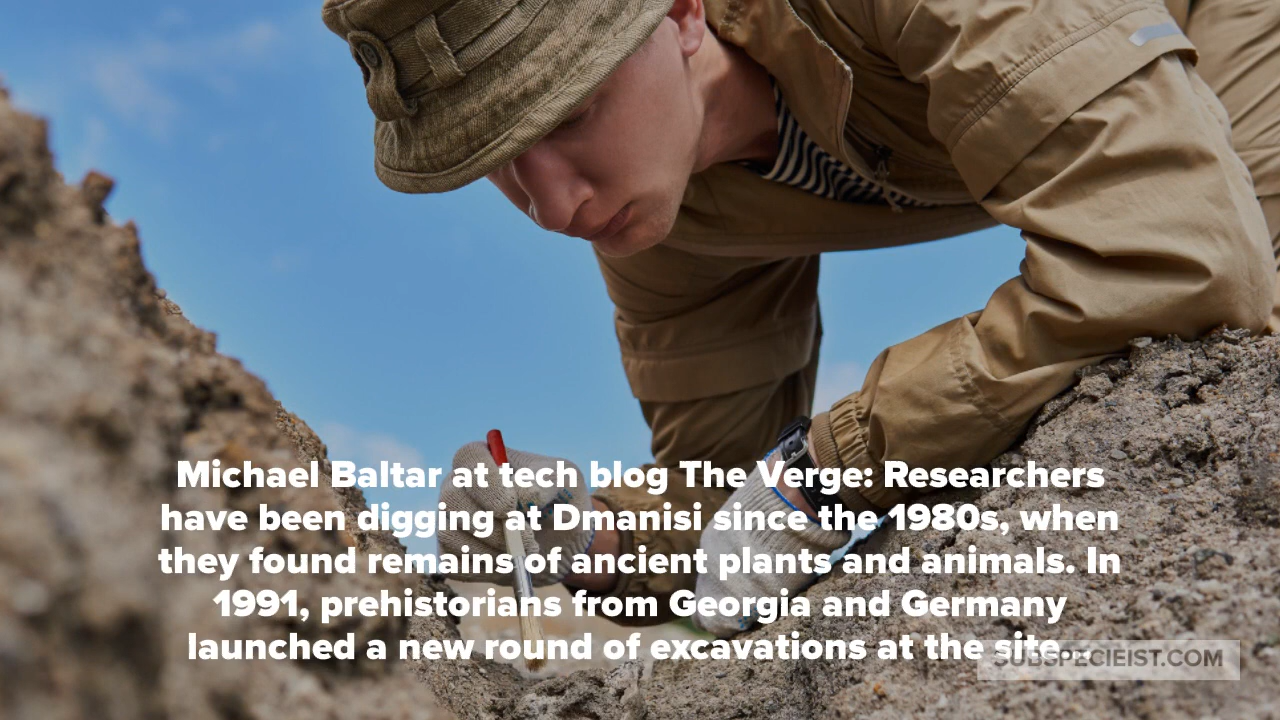 Michael Baltar at tech blog The Verge: Researchers
have been digging at Dmanisi since the 1980s, when
they found remains of ancient plants and animals. In
1991, prehistorians from Georgia and Germany
launched a new round of excavations at the site...
SUBSPECIEIST.COM